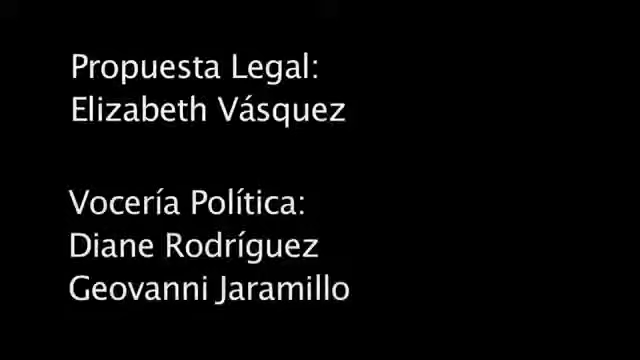 Propuesta Legal:
Elizabeth Vásquez
Vocería Política:
Diane Rodríguez
Geovanni Jaramillo